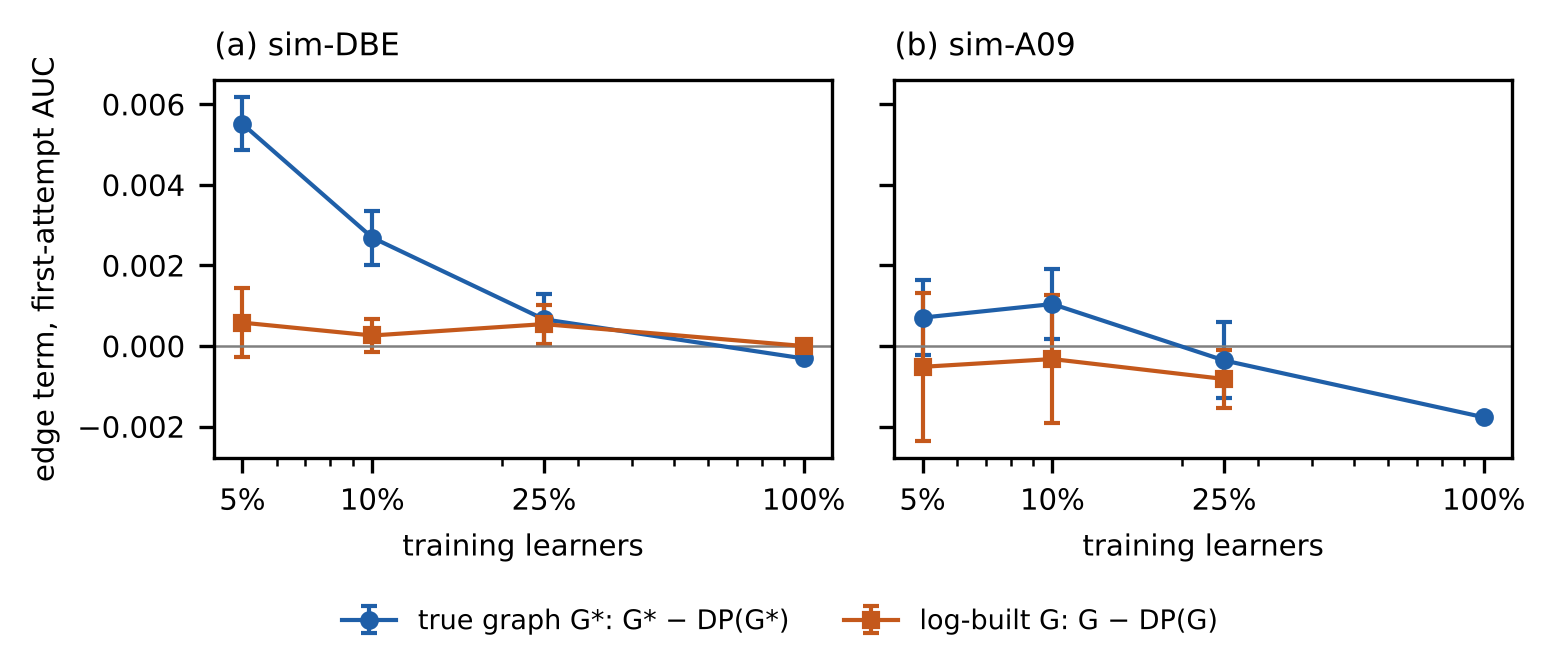 (a) sim-DBE
(b) sim-A09
edge term, first-attempt AUC
0.006
0.004
0.002
0.000
−0.002
5%
10%
25%
100%
5%
10%
25%
100%
training learners
training learners
true graph G*: G* − DP(G*)
log-built G: G − DP(G)